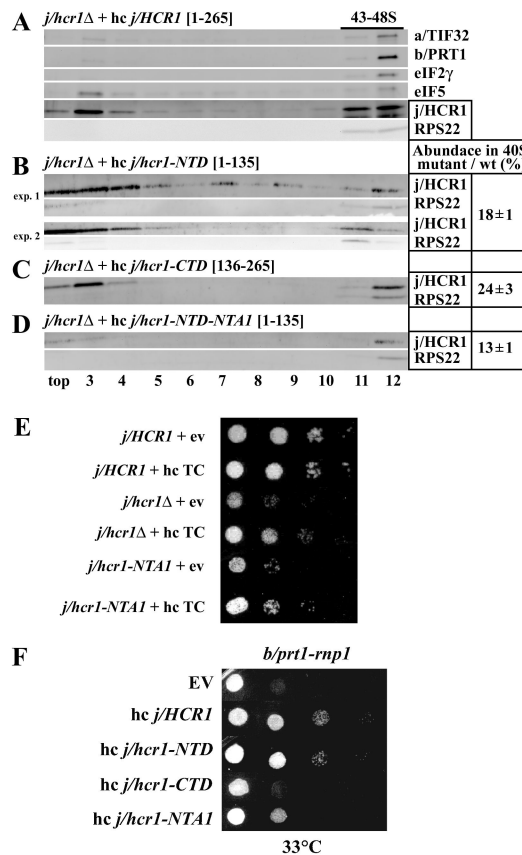 A j/hcr1Δ + hc j/HCR1 [1-265] 43-48S
a/TIF32
b/PRT1
eIF2γ
eIF5
j/HCR1
RPS22
Abundace in 40S
mutant / wt (%
B j/hcr1Δ + hc j/hcr1-NTD [1-135]
exp. 1 j/HCR1
RPS22
18±1
exp. 2 j/HCR1
RPS22
C j/hcr1Δ + hc j/hcr1-CTD [136-265]
j/HCR1 24±3
RPS22
D j/hcr1Δ + hc j/hcr1-NTD-NTA1 [1-135]
j/HCR1 13±1
RPS22
top 3 4 5 6 7 8 9 10 11 12
E
j/HCR1 + ev
j/HCR1 + hc TC
j/hcr1Δ + ev
j/hcr1Δ + hc TC
j/hcr1-NTA1 + ev
j/hcr1-NTA1 + hc TC
F b/prt1-rnp1
EV
hc j/HCR1
hc j/hcr1-NTD
hc j/hcr1-CTD
hc j/hcr1-NTA1
33°C